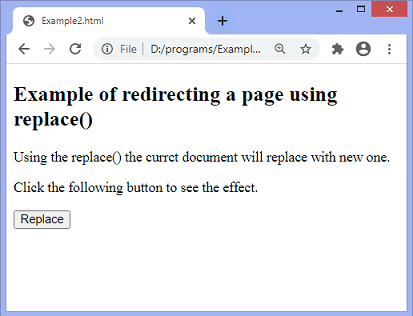 Example2.html
File
D:/programs/Exampl...
Example of redirecting a page using
replace()
Using the replace() the currct document will replace with new one.
Click the following button to see the effect.
Replace